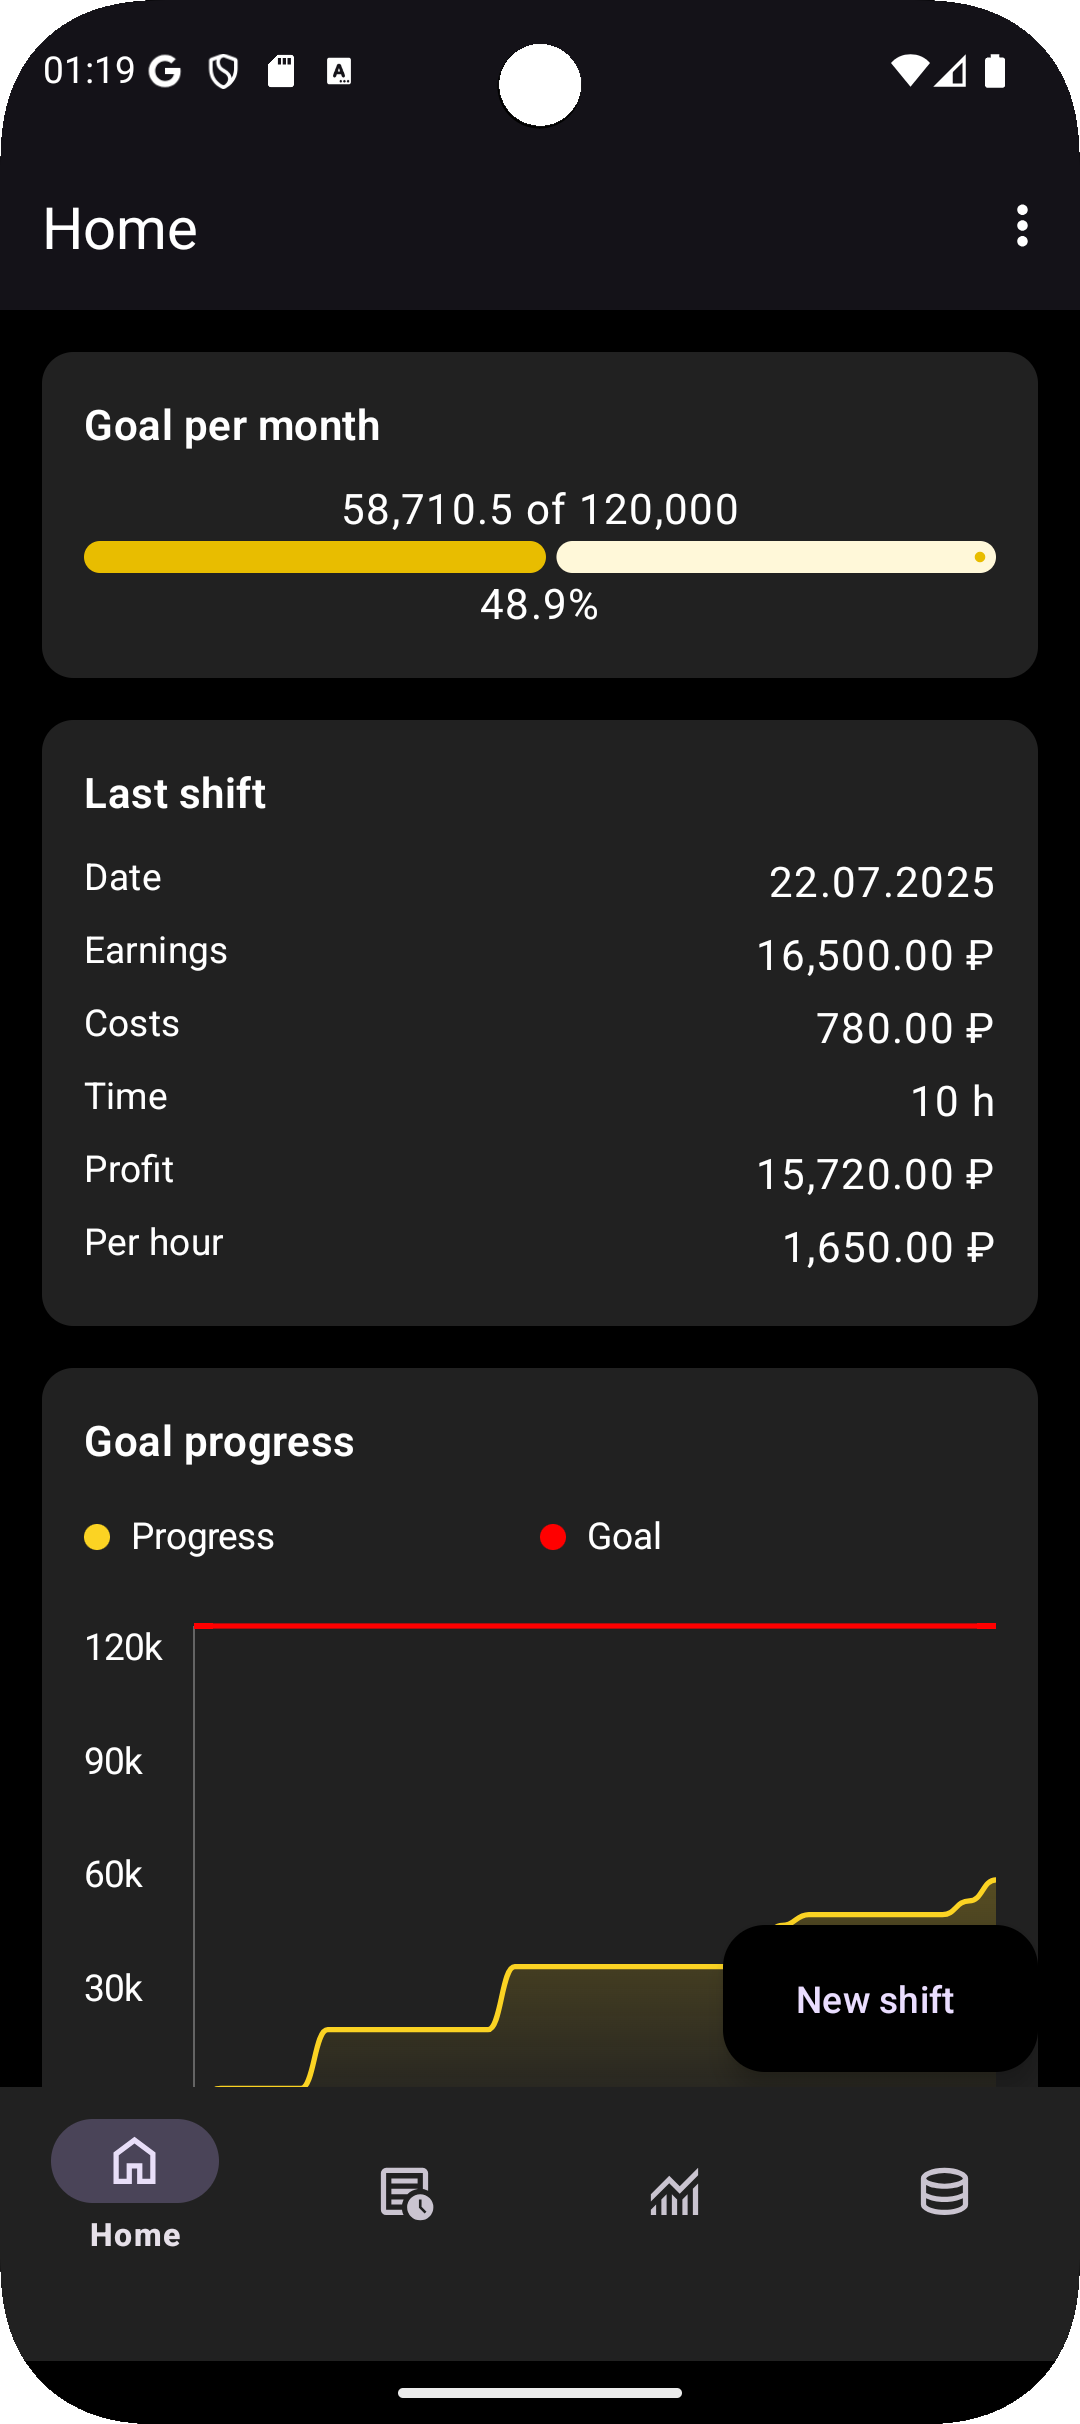 01:19
Home
Goal per month
58,710.5 of 120,000
48.9%
Last shift
Date 22.07.2025
Earnings 16,500.00 ₽
Costs 780.00 ₽
Time 10 h
Profit 15,720.00 ₽
Per hour 1,650.00 ₽
Goal progress
Progress Goal
120k
90k
60k
30k
New shift
Home